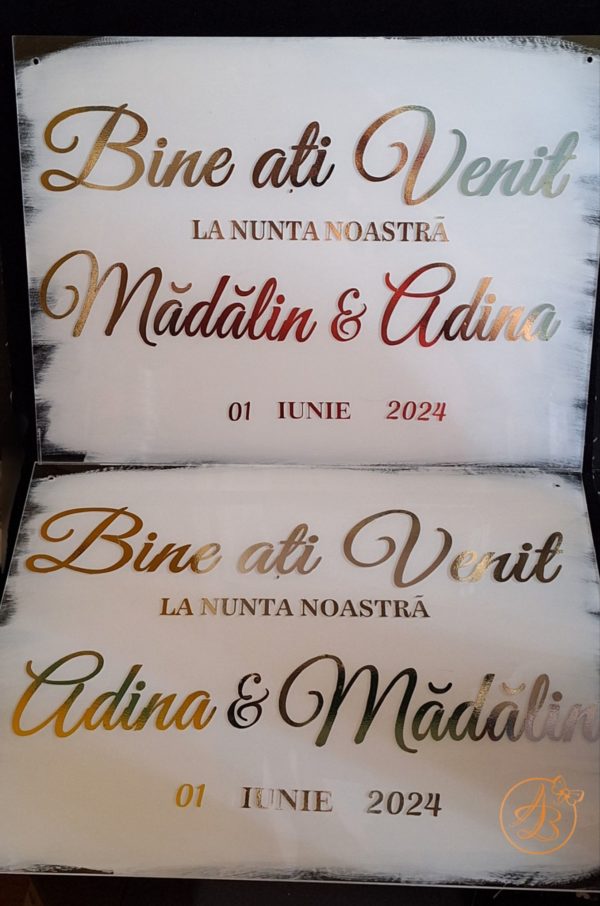 Bine ați Venit
LA NUNTA NOASTRĂ
Mădălin & Adina
01 IUNIE 2024
Bine ați Venit
LA NUNTA NOASTRĂ
Adina & Mădălin
01 IUNIE 2024
AB